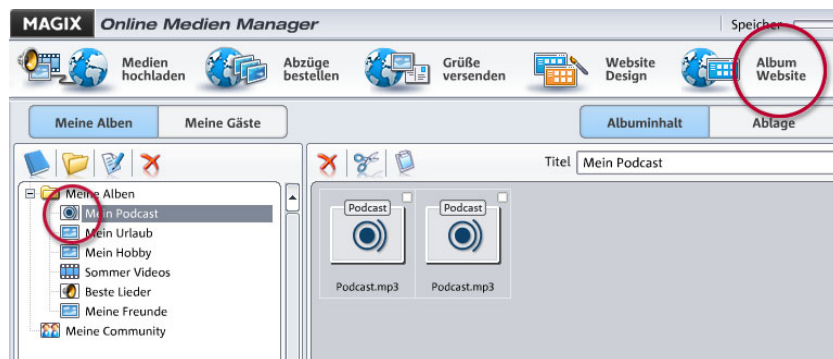 MAGIX Online Medien Manager
Speicher
Medien hochladen
Abzüge bestellen
Grüße versenden
Website Design
Album Website
Meine Alben
Meine Gäste
Albuminhalt
Ablage
Titel Mein Podcast
Meine Alben
Mein Podcast
Mein Urlaub
Mein Hobby
Sommer Videos
Beste Lieder
Meine Freunde
Meine Community
Podcast
Podcast
Podcast.mp3
Podcast.mp3